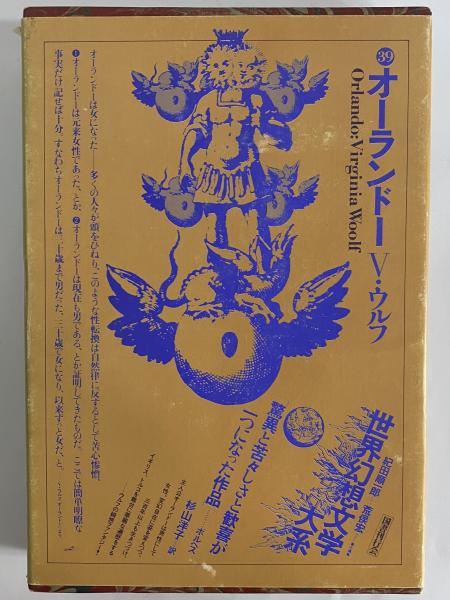 39
オーランドー V・ウルフ
Orlando: Virginia Woolf
世界幻想文学大系
紀田順一郎
荒俣宏
国書刊行会
驚異と苦々しさと歓喜が
一つになった作品
ボルヘス
杉山洋子 訳
オーランドーは女になった——多くの人々が頭をひねり、このような性転換は自然律に反するとして苦心惨憺、
❶オーランドーは元来女性であった、とか、❷オーランドーは現在も男である、とか証明してきたものだ。ここでは簡単明瞭な
事実だけ記せば十分。すなわちオーランドーは三十歳まで男だった、三十歳で女になり、以来ずっと女だ、と。